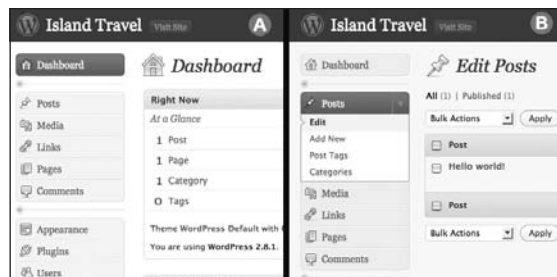 Island Travel Visit Site A
Dashboard
Posts
Media
Links
Pages
Comments
Appearance
Plugins
Users
Dashboard
Right Now
At a Glance
1 Post
1 Page
1 Category
0 Tags
Theme WordPress Default with
You are using WordPress 2.8.1.
Island Travel Visit Site B
Dashboard
Posts
Edit
Add New
Post Tags
Categories
Media
Links
Pages
Comments
Edit Posts
All (1) | Published (1)
Bulk Actions Apply
Post
Hello world!
Post
Bulk Actions Apply